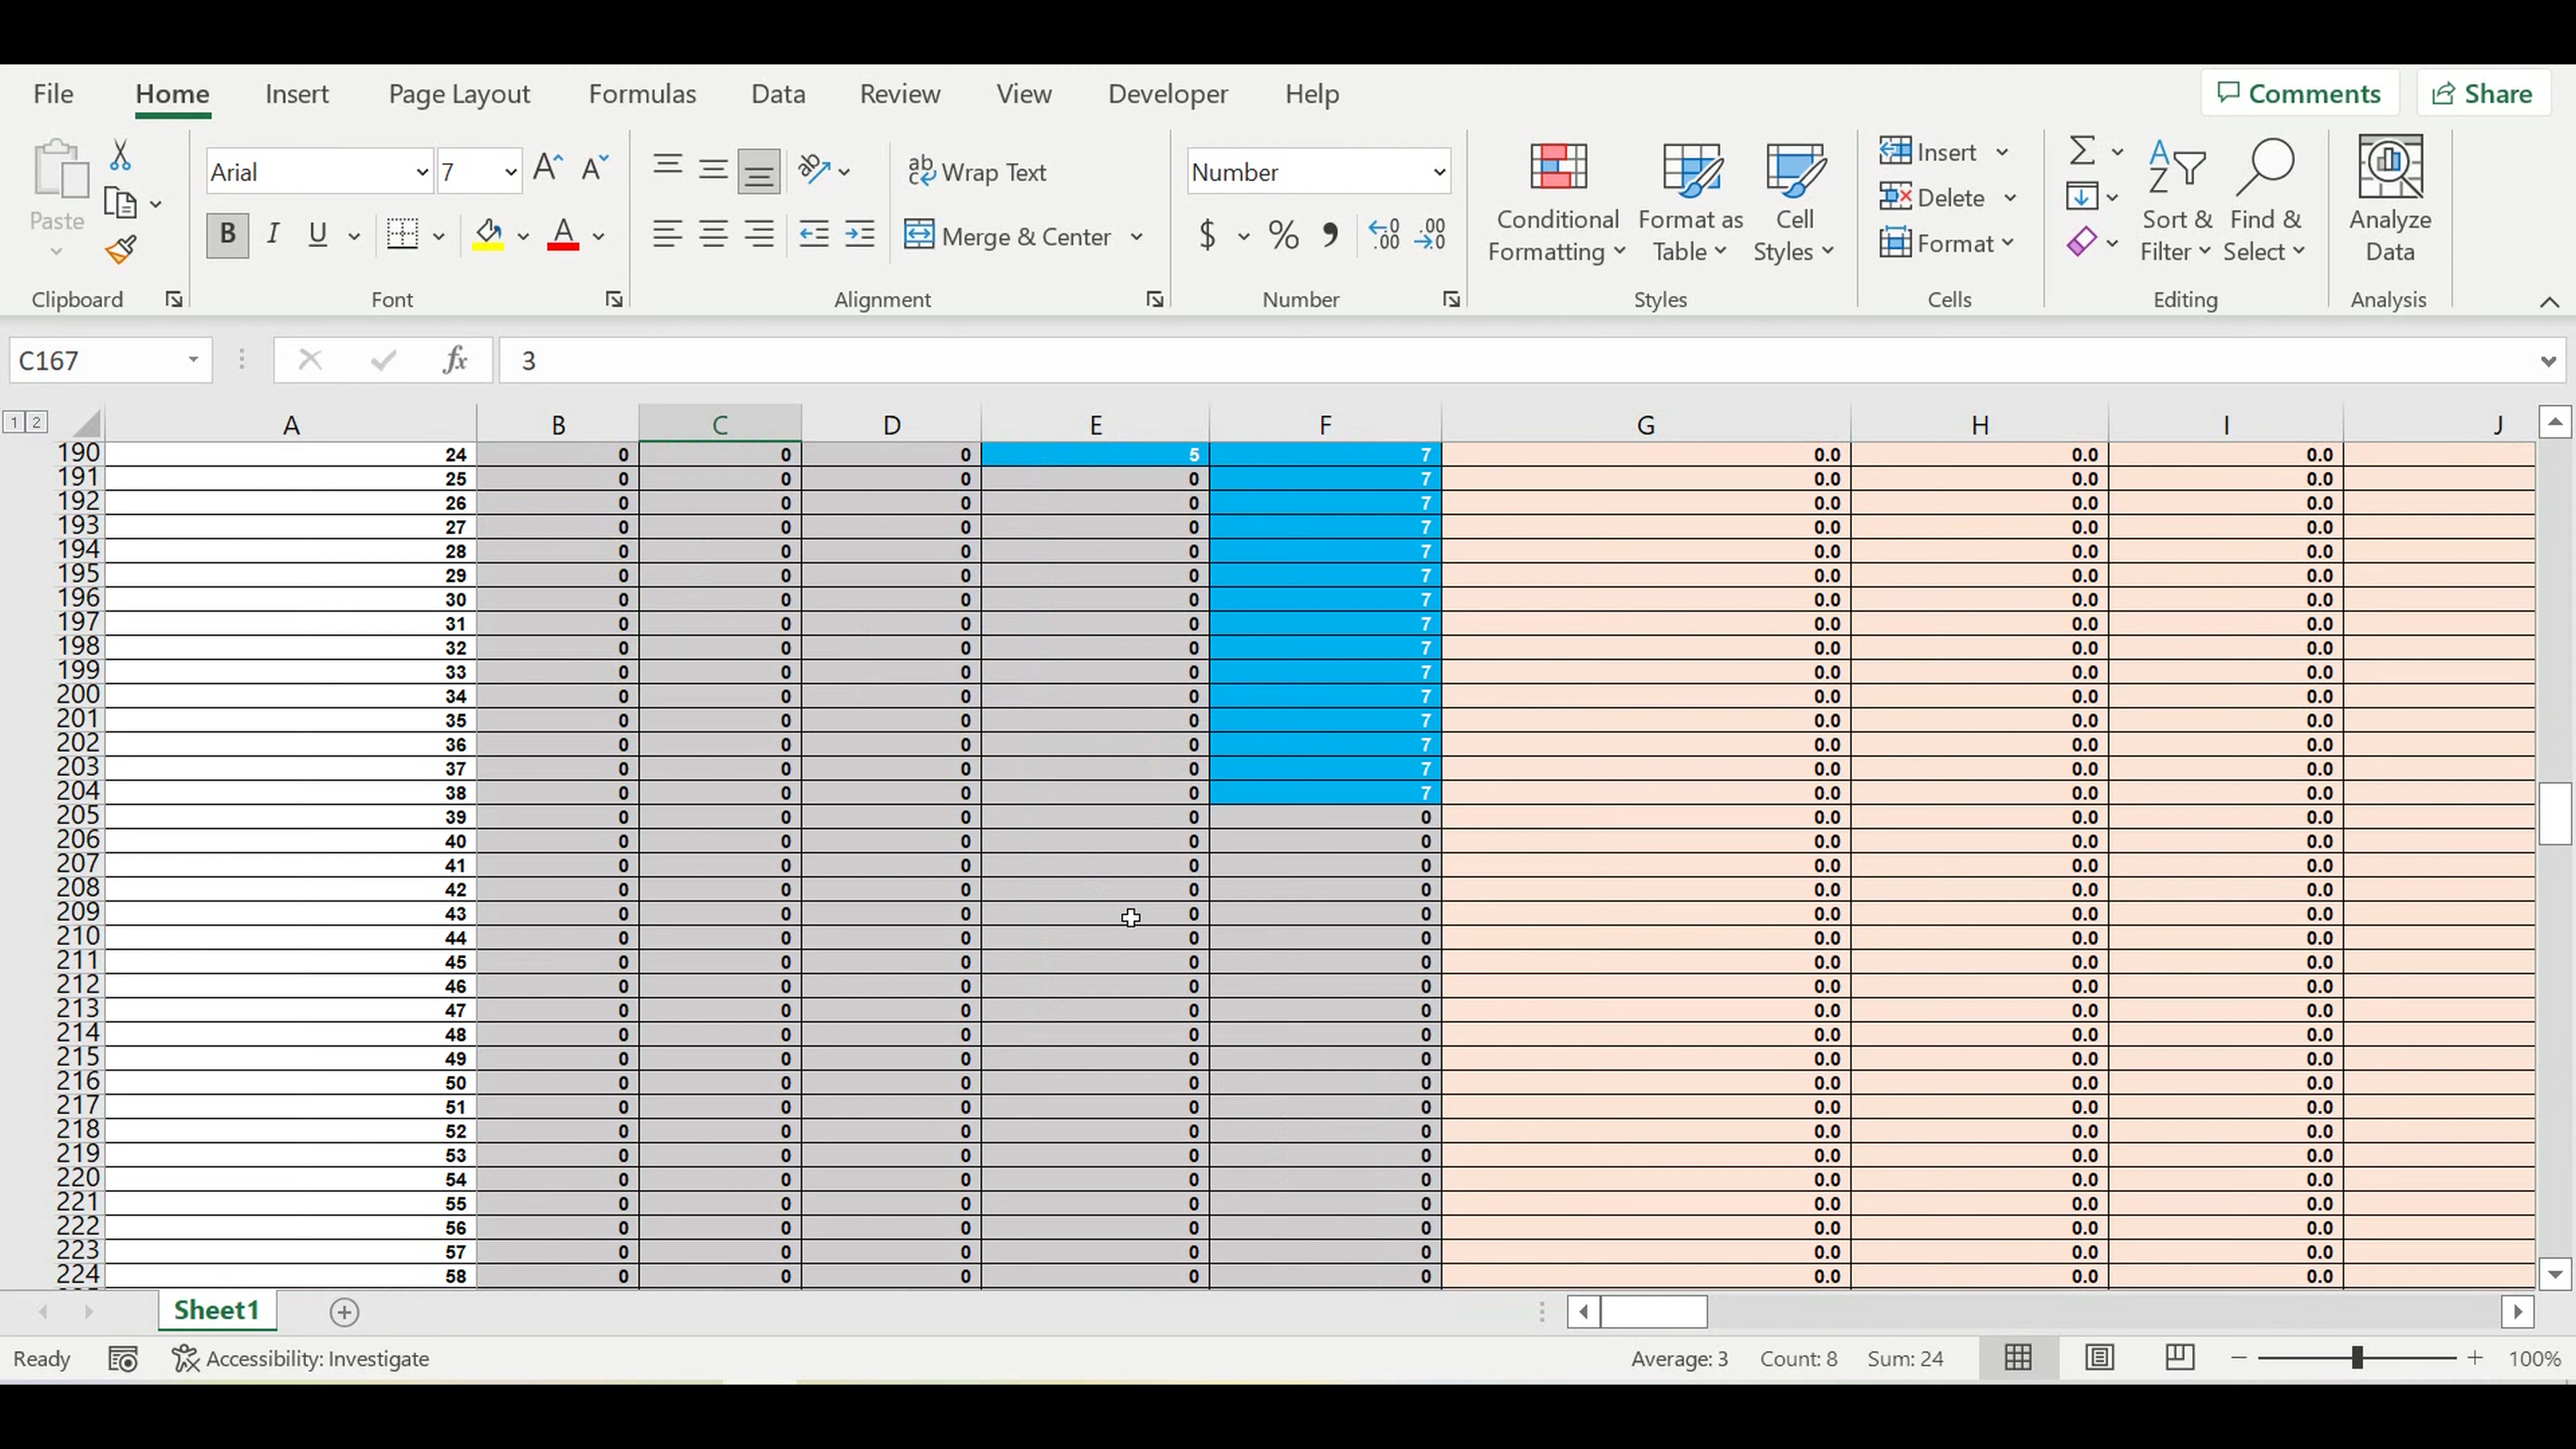 File Home Insert Page Layout Formulas Data Review View Developer Help Comments Share
Arial 7 Wrap Text Number Insert
Paste B I U Merge & Center $ % Conditional Formatting Format as Table Cell Styles Delete Format Sort & Filter Find & Select Analyze Data
Clipboard Font Alignment Number Styles Cells Editing Analysis
C167 fx 3
1 2 A B C D E F G H I J
190 24 0 0 0 5 7 0.0 0.0 0.0
191 25 0 0 0 0 7 0.0 0.0 0.0
192 26 0 0 0 0 7 0.0 0.0 0.0
193 27 0 0 0 0 7 0.0 0.0 0.0
194 28 0 0 0 0 7 0.0 0.0 0.0
195 29 0 0 0 0 7 0.0 0.0 0.0
196 30 0 0 0 0 7 0.0 0.0 0.0
197 31 0 0 0 0 7 0.0 0.0 0.0
198 32 0 0 0 0 7 0.0 0.0 0.0
199 33 0 0 0 0 7 0.0 0.0 0.0
200 34 0 0 0 0 7 0.0 0.0 0.0
201 35 0 0 0 0 7 0.0 0.0 0.0
202 36 0 0 0 0 7 0.0 0.0 0.0
203 37 0 0 0 0 7 0.0 0.0 0.0
204 38 0 0 0 0 7 0.0 0.0 0.0
205 39 0 0 0 0 0 0.0 0.0 0.0
206 40 0 0 0 0 0 0.0 0.0 0.0
207 41 0 0 0 0 0 0.0 0.0 0.0
208 42 0 0 0 0 0 0.0 0.0 0.0
209 43 0 0 0 0 0 0.0 0.0 0.0
210 44 0 0 0 0 0 0.0 0.0 0.0
211 45 0 0 0 0 0 0.0 0.0 0.0
212 46 0 0 0 0 0 0.0 0.0 0.0
213 47 0 0 0 0 0 0.0 0.0 0.0
214 48 0 0 0 0 0 0.0 0.0 0.0
215 49 0 0 0 0 0 0.0 0.0 0.0
216 50 0 0 0 0 0 0.0 0.0 0.0
217 51 0 0 0 0 0 0.0 0.0 0.0
218 52 0 0 0 0 0 0.0 0.0 0.0
219 53 0 0 0 0 0 0.0 0.0 0.0
220 54 0 0 0 0 0 0.0 0.0 0.0
221 55 0 0 0 0 0 0.0 0.0 0.0
222 56 0 0 0 0 0 0.0 0.0 0.0
223 57 0 0 0 0 0 0.0 0.0 0.0
224 58 0 0 0 0 0 0.0 0.0 0.0
Sheet1
Ready Accessibility: Investigate Average: 3 Count: 8 Sum: 24 100%